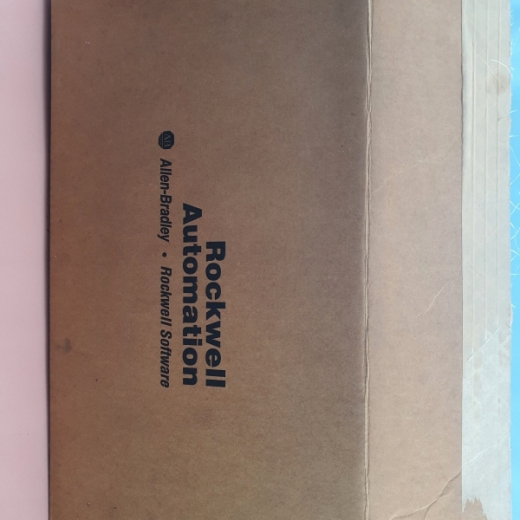 Rockwell
Automation
Allen-Bradley • Rockwell Software